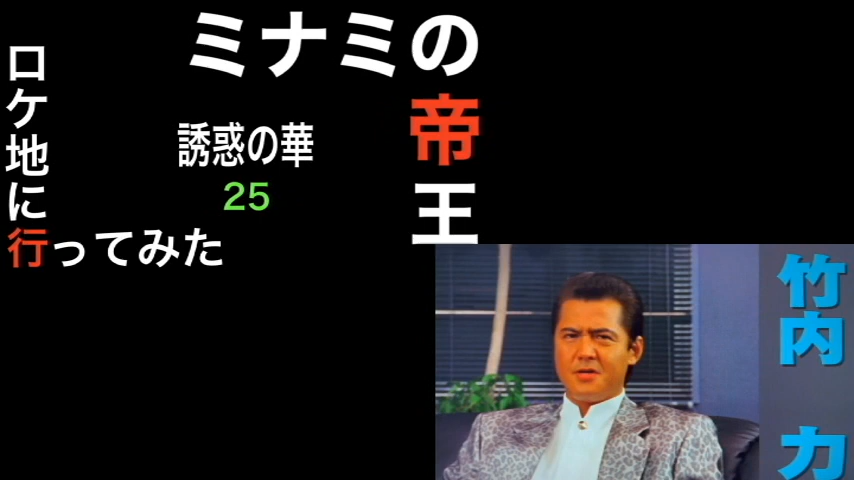 ミナミの帝王
誘惑の華
25
ロケ地に行ってみた
竹内 力